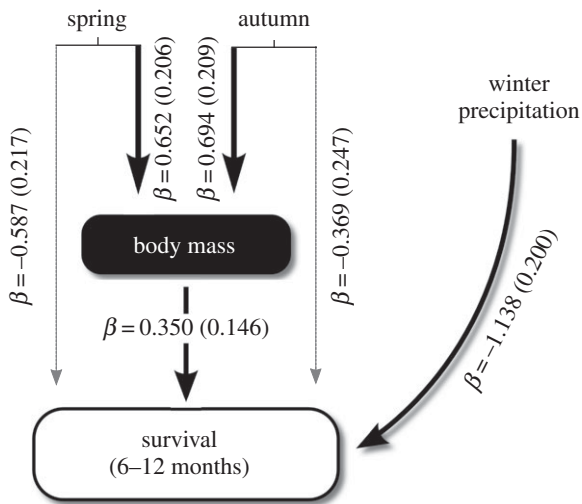 spring
autumn
winter
precipitation
β=–0.587 (0.217)
β=0.652 (0.206)
β=0.694 (0.209)
β=–0.369 (0.247)
β=–1.138 (0.200)
body mass
β=0.350 (0.146)
survival
(6–12 months)